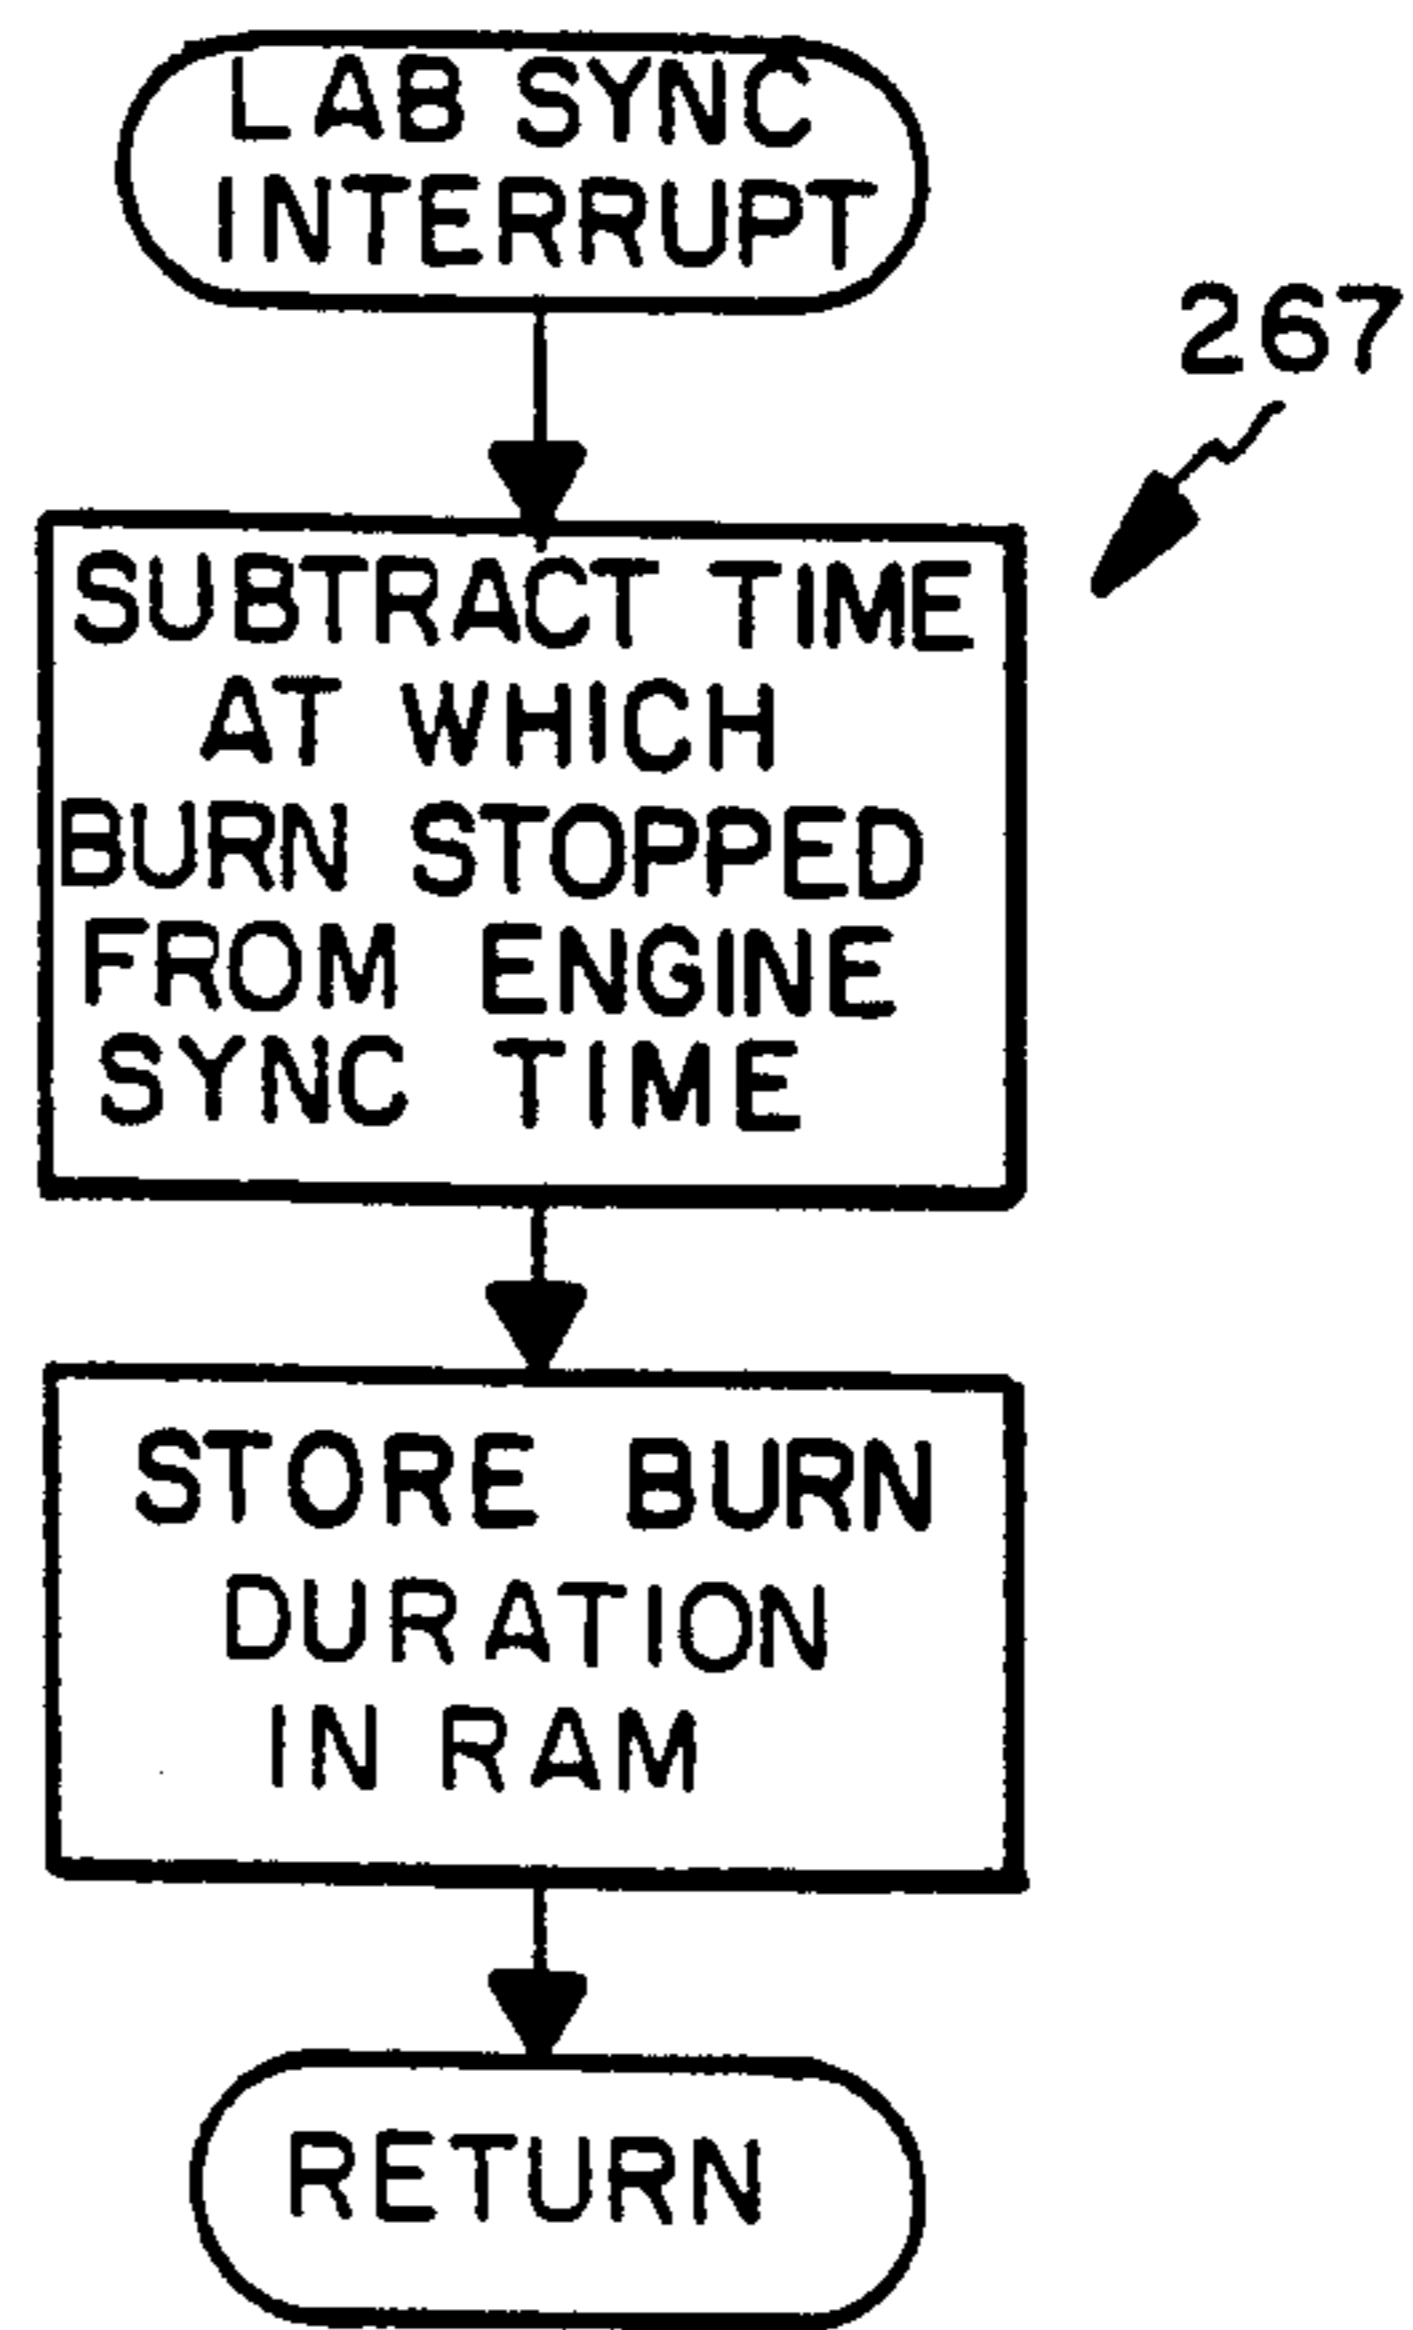 LAB SYNC
INTERRUPT
267
SUBTRACT TIME
AT WHICH
BURN STOPPED
FROM ENGINE
SYNC TIME
STORE BURN
DURATION
IN RAM
RETURN